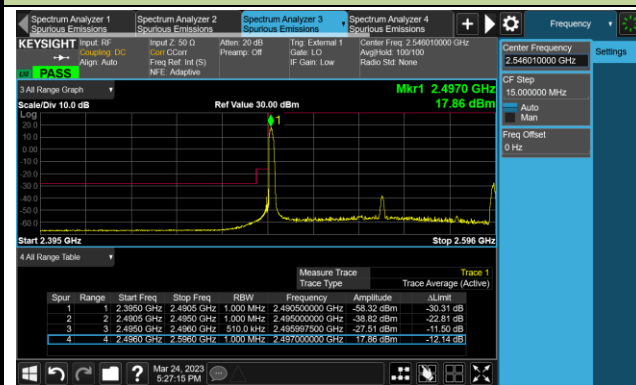 Spectrum Analyzer 1
Spurious Emissions
Spectrum Analyzer 2
Spurious Emissions
Spectrum Analyzer 3
Spurious Emissions
Spectrum Analyzer 4
Spurious Emissions
Frequency
KEYSIGHT
Input: RF
Coupling: DC
Align: Auto
Input Z: 50 Ω
Corr CCorr
Freq Ref: Int (S)
NFE: Adaptive
Atten: 20 dB
Preamp: Off
Trig: External 1
Gate: LO
IF Gain: Low
Center Freq: 2.546010000 GHz
Avg|Hold: 100/100
Radio Std: None
PASS
Center Frequency
2.546010000 GHz
Settings
CF Step
15.000000 MHz
Auto
Man
Freq Offset
0 Hz
3 All Range Graph
Mkr1 2.4970 GHz
Scale/Div 10.0 dB
Ref Value 30.00 dBm
17.86 dBm
Log
20.0
10.0
0.00
-10.0
-20.0
-30.0
-40.0
-50.0
-60.0
1
Start 2.395 GHz
Stop 2.596 GHz
4 All Range Table
Measure Trace Trace 1
Trace Type Trace Average (Active)
Spur Range Start Freq Stop Freq RBW Frequency Amplitude ΔLimit
1 1 2.3950 GHz 2.4905 GHz 1.000 MHz 2.490500000 GHz -58.32 dBm -30.31 dB
2 2 2.4905 GHz 2.4950 GHz 1.000 MHz 2.495000000 GHz -38.82 dBm -22.81 dB
3 3 2.4950 GHz 2.4960 GHz 510.0 kHz 2.495997500 GHz -27.51 dBm -11.50 dB
4 4 2.4960 GHz 2.5960 GHz 1.000 MHz 2.497000000 GHz 17.86 dBm -12.14 dB
Mar 24, 2023
5:27:15 PM